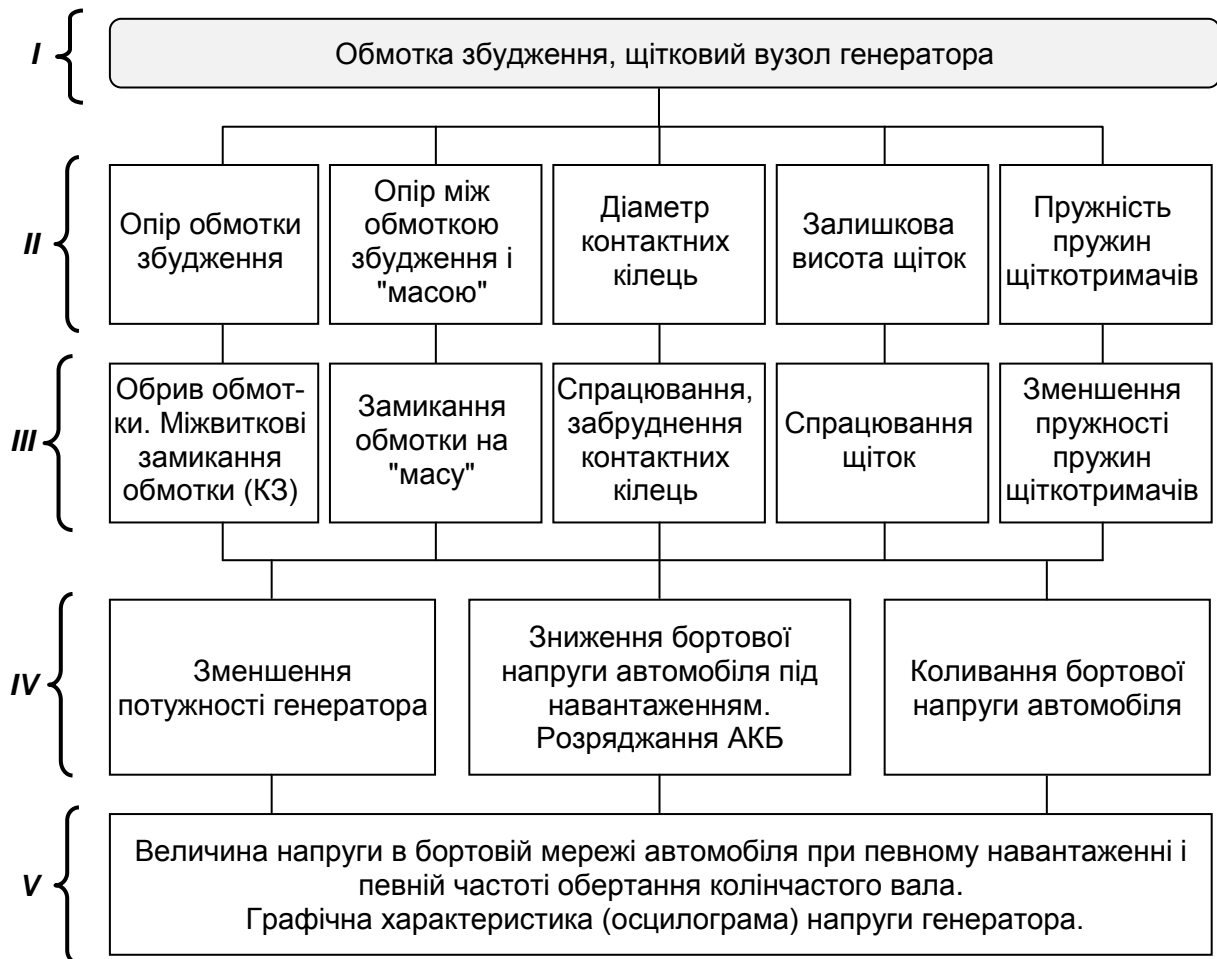 I
Обмотка збудження, щітковий вузол генератора
II
Опір обмотки
збудження
Опір між
обмоткою
збудження і
"масою"
Діаметр
контактних
кілець
Залишкова
висота щіток
Пружність
пружин
щіткотримачів
III
Обрив обмот-
ки. Міжвиткові
замикання
обмотки (КЗ)
Замикання
обмотки на
"масу"
Спрацювання,
забруднення
контактних
кілець
Спрацювання
щіток
Зменшення
пружності
пружин
щіткотримачів
IV
Зменшення
потужності генератора
Зниження бортової
напруги автомобіля під
навантаженням.
Розряджання АКБ
Коливання бортової
напруги автомобіля
V
Величина напруги в бортовій мережі автомобіля при певному навантаженні і
певній частоті обертання колінчастого вала.
Графічна характеристика (осцилограма) напруги генератора.